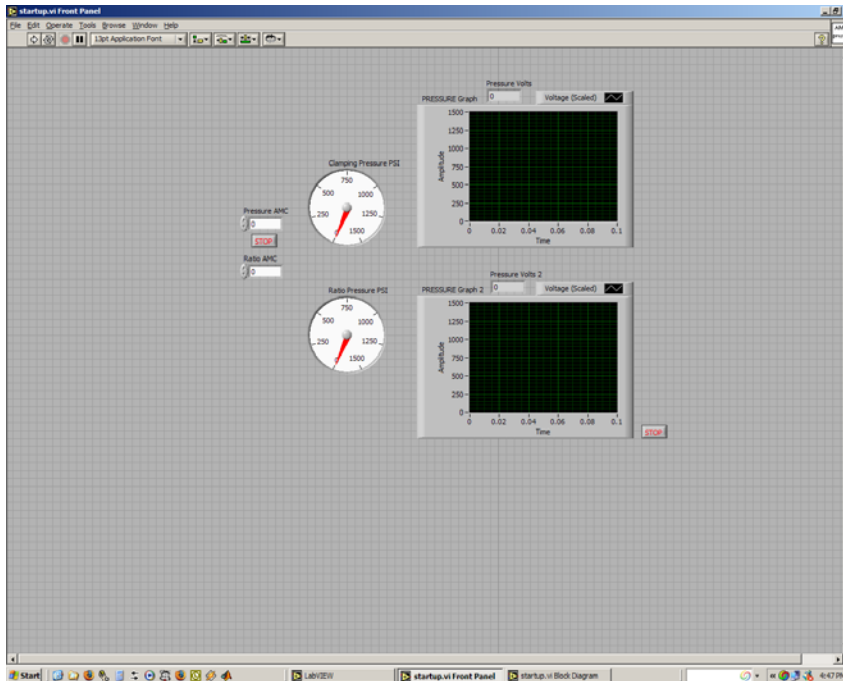 startup.vi Front Panel
File Edit Operate Tools Browse Window Help
13pt Application Font
Pressure Volts
PRESSURE Graph 0 Voltage (Scaled)
1500
1250
1000
750
500
250
0
Amplitude
0 0.02 0.04 0.06 0.08 0.1
Time
Clamping Pressure PSI
0 250 500 750 1000 1250 1500
Pressure AMC
0
STOP
Ratio AMC
0
Pressure Volts 2
PRESSURE Graph 2 0 Voltage (Scaled)
1500
1250
1000
750
500
250
0
Amplitude
0 0.02 0.04 0.06 0.08 0.1
Time
Ratio Pressure PSI
0 250 500 750 1000 1250 1500
STOP
Start LabVIEW startup.vi Front Panel startup.vi Block Diagram 4:47 PM